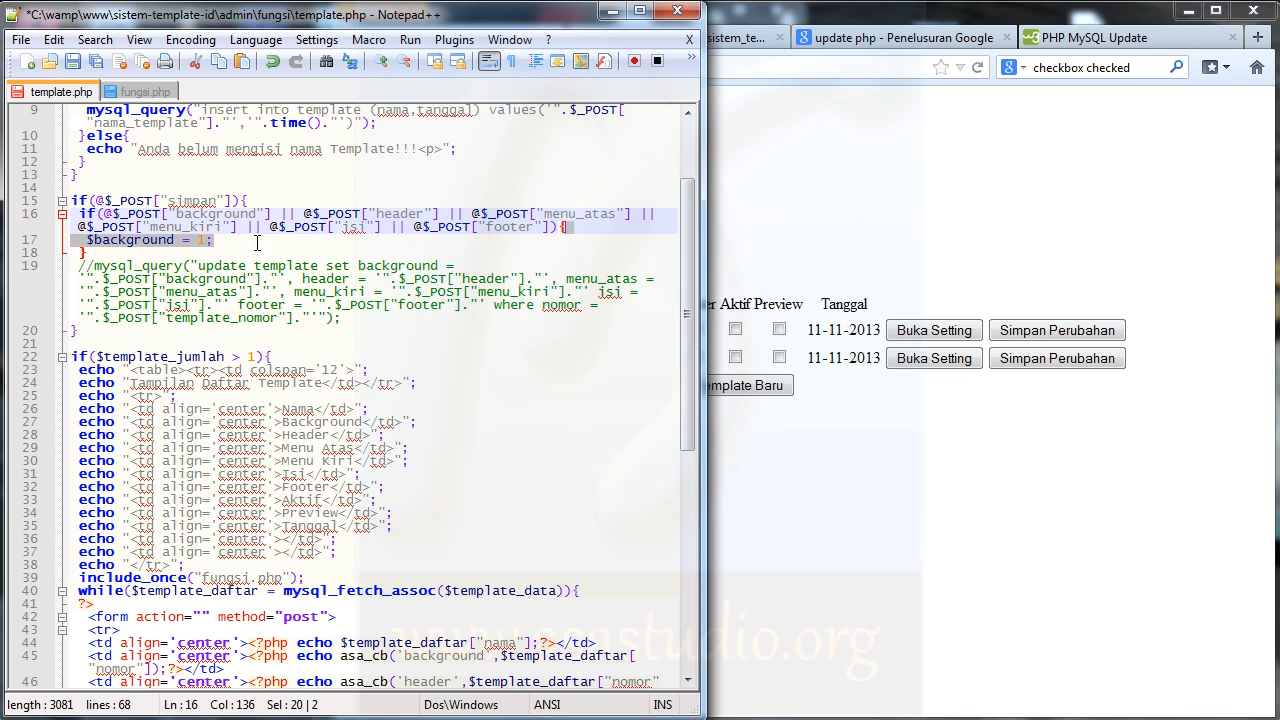 *C:\wamp\www\sistem-template-id\admin\fungsi\template.php - Notepad++
File Edit Search View Encoding Language Settings Macro Run Plugins Window ? X
template.php fungsi.php
9 mysql_query("insert into template (nama,tanggal) values('".$_POST[
"nama_template"]."','".time()."')");
10 }else{
11 echo "Anda belum mengisi nama Template!!!<p>";
12 }
13 }
14
15 if(@$_POST["simpan"]){
16 if(@$_POST["background"] || @$_POST["header"] || @$_POST["menu_atas"] ||
@$_POST["menu_kiri"] || @$_POST["isi"] || @$_POST["footer"]){
17 $background = 1;
18 }
19 //mysql_query("update template set background =
'".$_POST["background"]."', header = '".$_POST["header"]."', menu_atas =
'".$_POST["menu_atas"]."', menu_kiri = '".$_POST["menu_kiri"]."' isi =
'".$_POST["isi"]."' footer = '".$_POST["footer"]."' where nomor =
'".$_POST["template_nomor"]."'");
20 }
21
22 if($template_jumlah > 1){
23 echo "<table><tr><td colspan='12'>";
24 echo "Tampilan Daftar Template</td></tr>";
25 echo "<tr>";
26 echo "<td align='center'>Nama</td>";
27 echo "<td align='center'>Background</td>";
28 echo "<td align='center'>Header</td>";
29 echo "<td align='center'>Menu Atas</td>";
30 echo "<td align='center'>Menu Kiri</td>";
31 echo "<td align='center'>Isi</td>";
32 echo "<td align='center'>Footer</td>";
33 echo "<td align='center'>Aktif</td>";
34 echo "<td align='center'>Preview</td>";
35 echo "<td align='center'>Tanggal</td>";
36 echo "<td align='center'></td>";
37 echo "<td align='center'></td>";
38 echo "</tr>";
39 include_once("fungsi.php");
40 while($template_daftar = mysql_fetch_assoc($template_data)){
41 ?>
42 <form action="" method="post">
43 <tr>
44 <td align='center'><?php echo $template_daftar["nama"];?></td>
45 <td align='center'><?php echo asa_cb('background',$template_daftar[
"nomor"]);?></td>
46 <td align='center'><?php echo asa_cb('header',$template_daftar["nomor"
length : 3081 lines : 68 Ln : 16 Col : 136 Sel : 20 | 2 Dos\Windows ANSI INS
sistem_te... update php - Penelusuran Google PHP MySQL Update
checkbox checked
er Aktif Preview Tanggal
11-11-2013 Buka Setting Simpan Perubahan
11-11-2013 Buka Setting Simpan Perubahan
emplate Baru